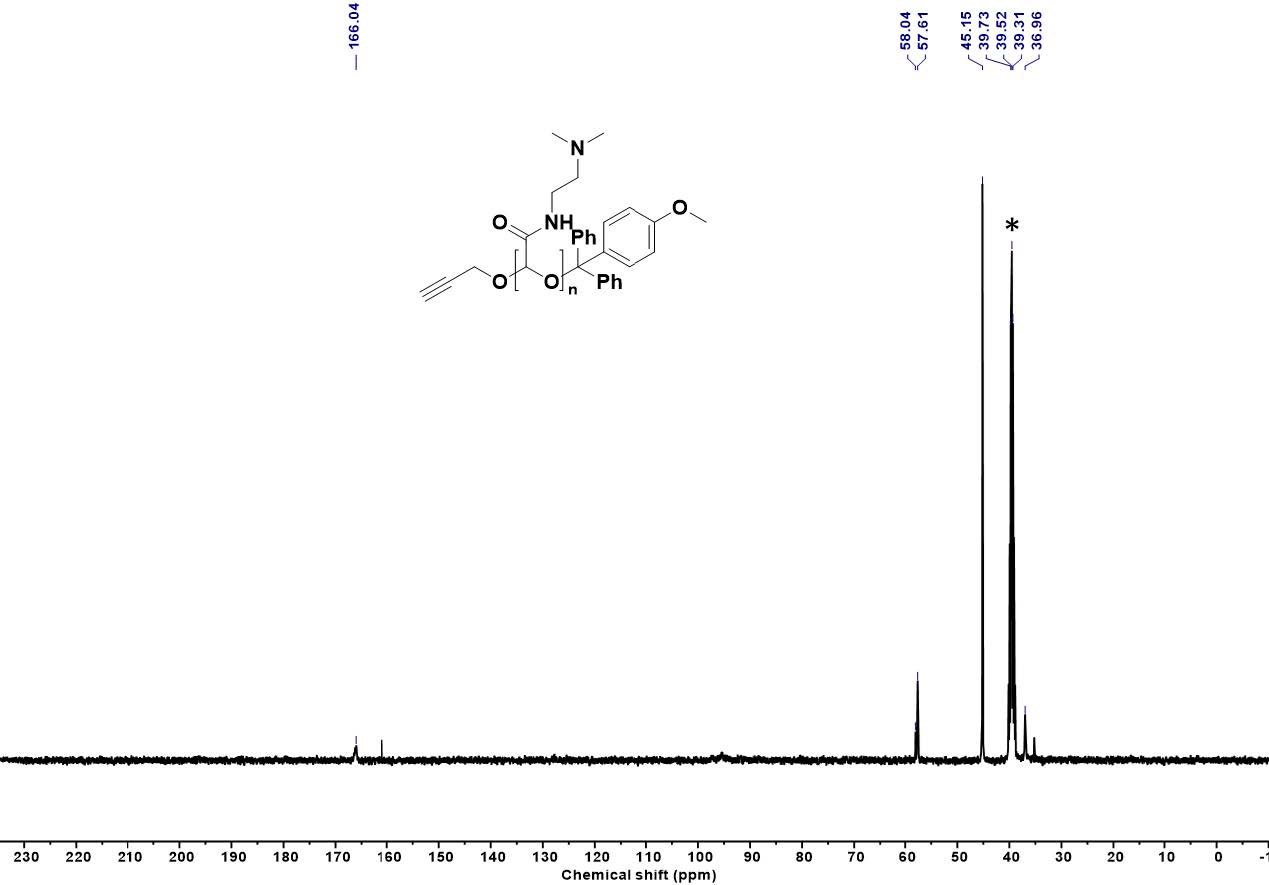 166.04
58.04
57.61
45.15
39.73
39.52
39.31
36.96
N
O
NH
Ph
O
*
O
O
n
Ph
230 220 210 200 190 180 170 160 150 140 130 120 110 100 90 80 70 60 50 40 30 20 10 0 -1
Chemical shift (ppm)